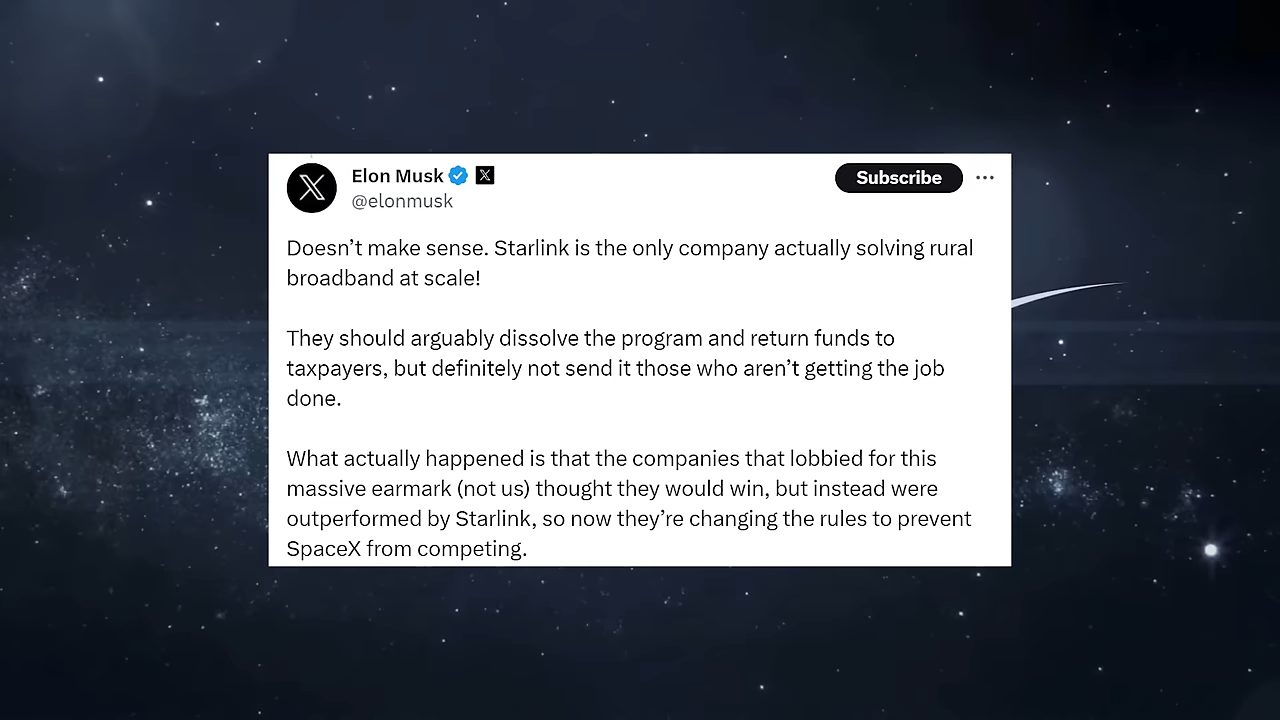 Elon Musk
@elonmusk
Subscribe
Doesn’t make sense. Starlink is the only company actually solving rural
broadband at scale!
They should arguably dissolve the program and return funds to
taxpayers, but definitely not send it those who aren’t getting the job
done.
What actually happened is that the companies that lobbied for this
massive earmark (not us) thought they would win, but instead were
outperformed by Starlink, so now they’re changing the rules to prevent
SpaceX from competing.